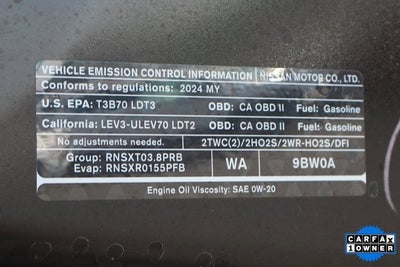 VEHICLE EMISSION CONTROL INFORMATION NISSAN MOTOR CO., LTD.
Conforms to regulations: 2024 MY
U.S. EPA: T3B70 LDT3 OBD: CA OBD II Fuel: Gasoline
California: LEV3-ULEV70 LDT2 OBD: CA OBD II Fuel: Gasoline
No adjustments needed. 2TWC(2)/2HO2S/2WR-HO2S/DFI
Group: RNSXT03.8PRB
Evap: RNSXR0155PFB
WA 9BW0A
Engine Oil Viscosity: SAE 0W-20
CARFAX
1 OWNER